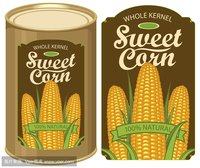 WHOLE KERNEL
Sweet
Corn
100% NATURAL
WHOLE KERNEL
Sweet
Corn
100% NATURAL